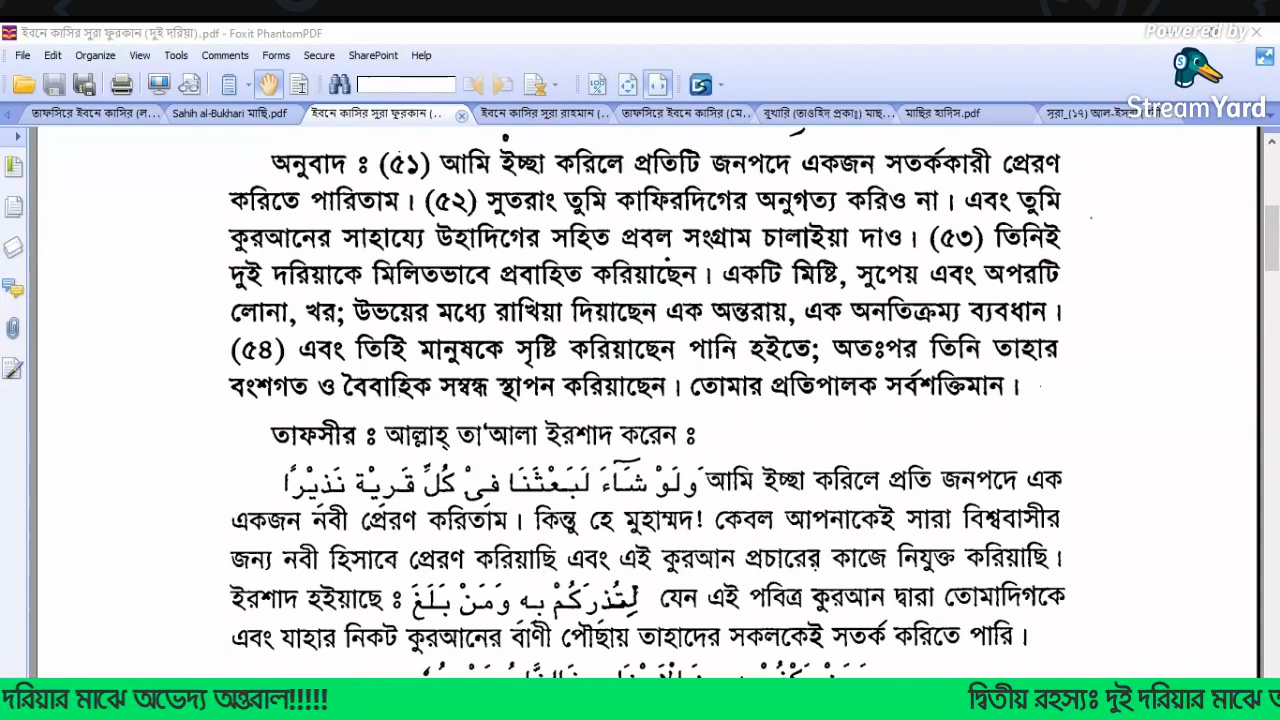 Powered by
ইবনে কাসির সুরা ফুরকান (দুই দরিয়া).pdf - Foxit PhantomPDF
File Edit Organize View Tools Comments Forms Secure SharePoint Help
StreamYard
তাফসিরে ইবনে কাসির (ল... Sahih al-Bukhari মাছি.pdf ইবনে কাসির সুরা ফুরকান (... ইবনে কাসির সুরা রাহমান (... তাফসিরে ইবনে কাসির (মে... বুখারি (তাওহিদ প্রকাঃ) মাছ... মাছির হাদিস.pdf সূরা_(১৭) আল-ইস
অনুবাদ ঃ (৫১) আমি ইচ্ছা করিলে প্রতিটি জনপদে একজন সতর্ককারী প্রেরণ
করিতে পারিতাম। (৫২) সুতরাং তুমি কাফিরদিগের অনুগত্য করিও না। এবং তুমি
কুরআনের সাহায্যে উহাদিগের সহিত প্রবল সংগ্রাম চালাইয়া দাও। (৫৩) তিনিই
দুই দরিয়াকে মিলিতভাবে প্রবাহিত করিয়াছেন। একটি মিষ্টি, সুপেয় এবং অপরটি
লোনা, খর; উভয়ের মধ্যে রাখিয়া দিয়াছেন এক অন্তরায়, এক অনতিক্রম্য ব্যবধান।
(৫৪) এবং তিইি মানুষকে সৃষ্টি করিয়াছেন পানি হইতে; অতঃপর তিনি তাহার
বংশগত ও বৈবাহিক সম্বন্ধ স্থাপন করিয়াছেন। তোমার প্রতিপালক সর্বশক্তিমান।
তাফসীর ঃ আল্লাহ্ তা'আলা ইরশাদ করেন ঃ
وَلَوْ شَآءَ لَبَعْثَنَا فِىْ كُلِّ قَرِيْةِ نَذِيْرًا আমি ইচ্ছা করিলে প্রতি জনপদে এক
একজন নবী প্রেরণ করিতাম। কিন্তু হে মুহাম্মদ! কেবল আপনাকেই সারা বিশ্ববাসীর
জন্য নবী হিসাবে প্রেরণ করিয়াছি এবং এই কুরআন প্রচারের কাজে নিযুক্ত করিয়াছি।
ইরশাদ হইয়াছে ঃ لِتُذِرَكُمْ بِهِ وَمَنْ بَلَغَ যেন এই পবিত্র কুরআন দ্বারা তোমাদিগকে
এবং যাহার নিকট কুরআনের বাণী পৌছায় তাহাদের সকলকেই সতর্ক করিতে পারি।
দরিয়ার মাঝে অভেদ্য অন্তরাল!!!!! দ্বিতীয় রহস্যঃ দুই দরিয়ার মাঝে